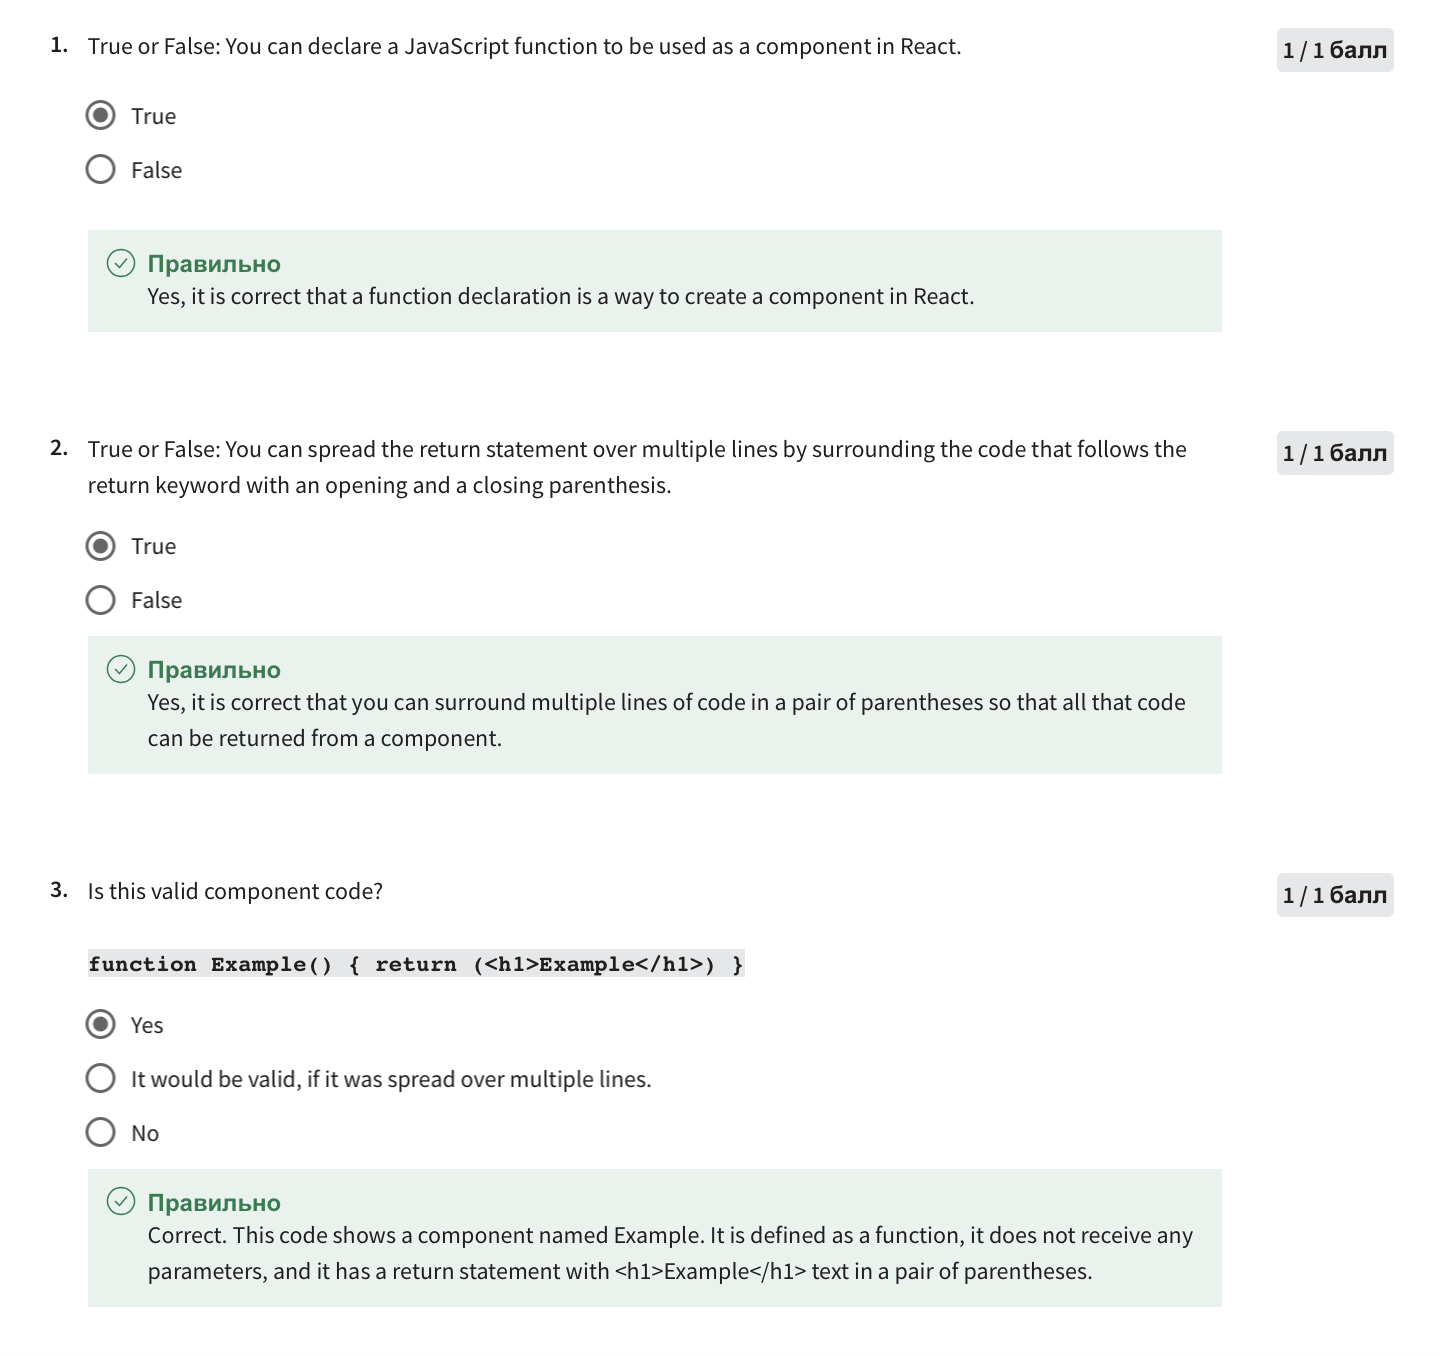 1. True or False: You can declare a JavaScript function to be used as a component in React.
1 / 1 балл
True
False
Правильно
Yes, it is correct that a function declaration is a way to create a component in React.
2. True or False: You can spread the return statement over multiple lines by surrounding the code that follows the
return keyword with an opening and a closing parenthesis.
1 / 1 балл
True
False
Правильно
Yes, it is correct that you can surround multiple lines of code in a pair of parentheses so that all that code
can be returned from a component.
3. Is this valid component code?
1 / 1 балл
function Example() { return (<h1>Example</h1>) }
Yes
It would be valid, if it was spread over multiple lines.
No
Правильно
Correct. This code shows a component named Example. It is defined as a function, it does not receive any
parameters, and it has a return statement with <h1>Example</h1> text in a pair of parentheses.